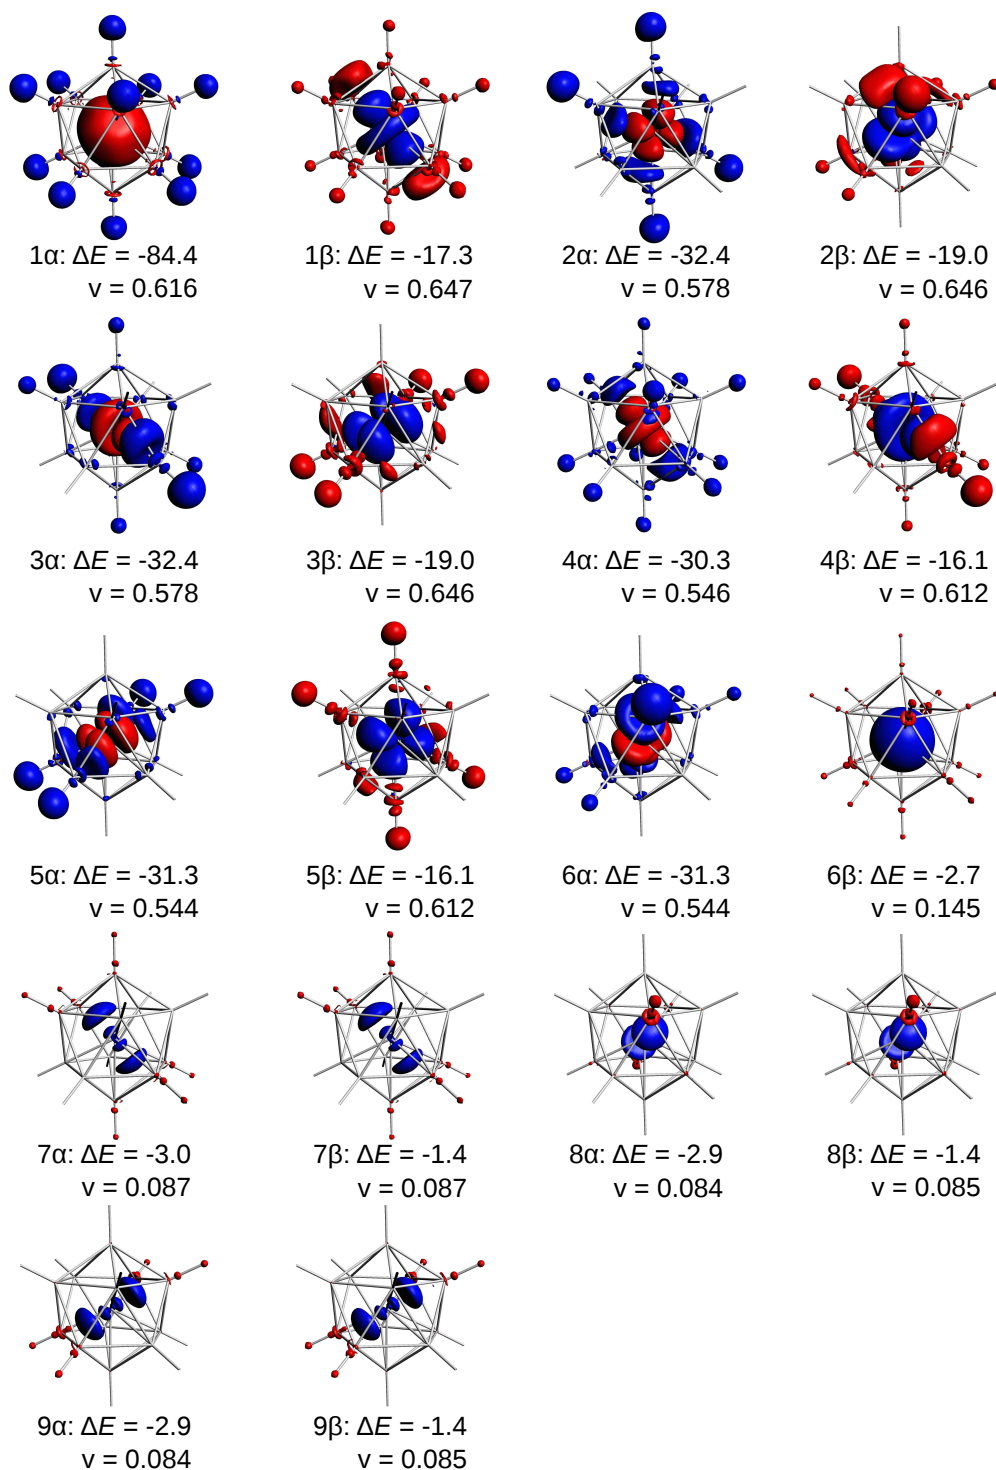 1α: ΔE = -84.4
ν = 0.616
1β: ΔE = -17.3
ν = 0.647
2α: ΔE = -32.4
ν = 0.578
2β: ΔE = -19.0
ν = 0.646
3α: ΔE = -32.4
ν = 0.578
3β: ΔE = -19.0
ν = 0.646
4α: ΔE = -30.3
ν = 0.546
4β: ΔE = -16.1
ν = 0.612
5α: ΔE = -31.3
ν = 0.544
5β: ΔE = -16.1
ν = 0.612
6α: ΔE = -31.3
ν = 0.544
6β: ΔE = -2.7
ν = 0.145
7α: ΔE = -3.0
ν = 0.087
7β: ΔE = -1.4
ν = 0.087
8α: ΔE = -2.9
ν = 0.084
8β: ΔE = -1.4
ν = 0.085
9α: ΔE = -2.9
ν = 0.084
9β: ΔE = -1.4
ν = 0.085